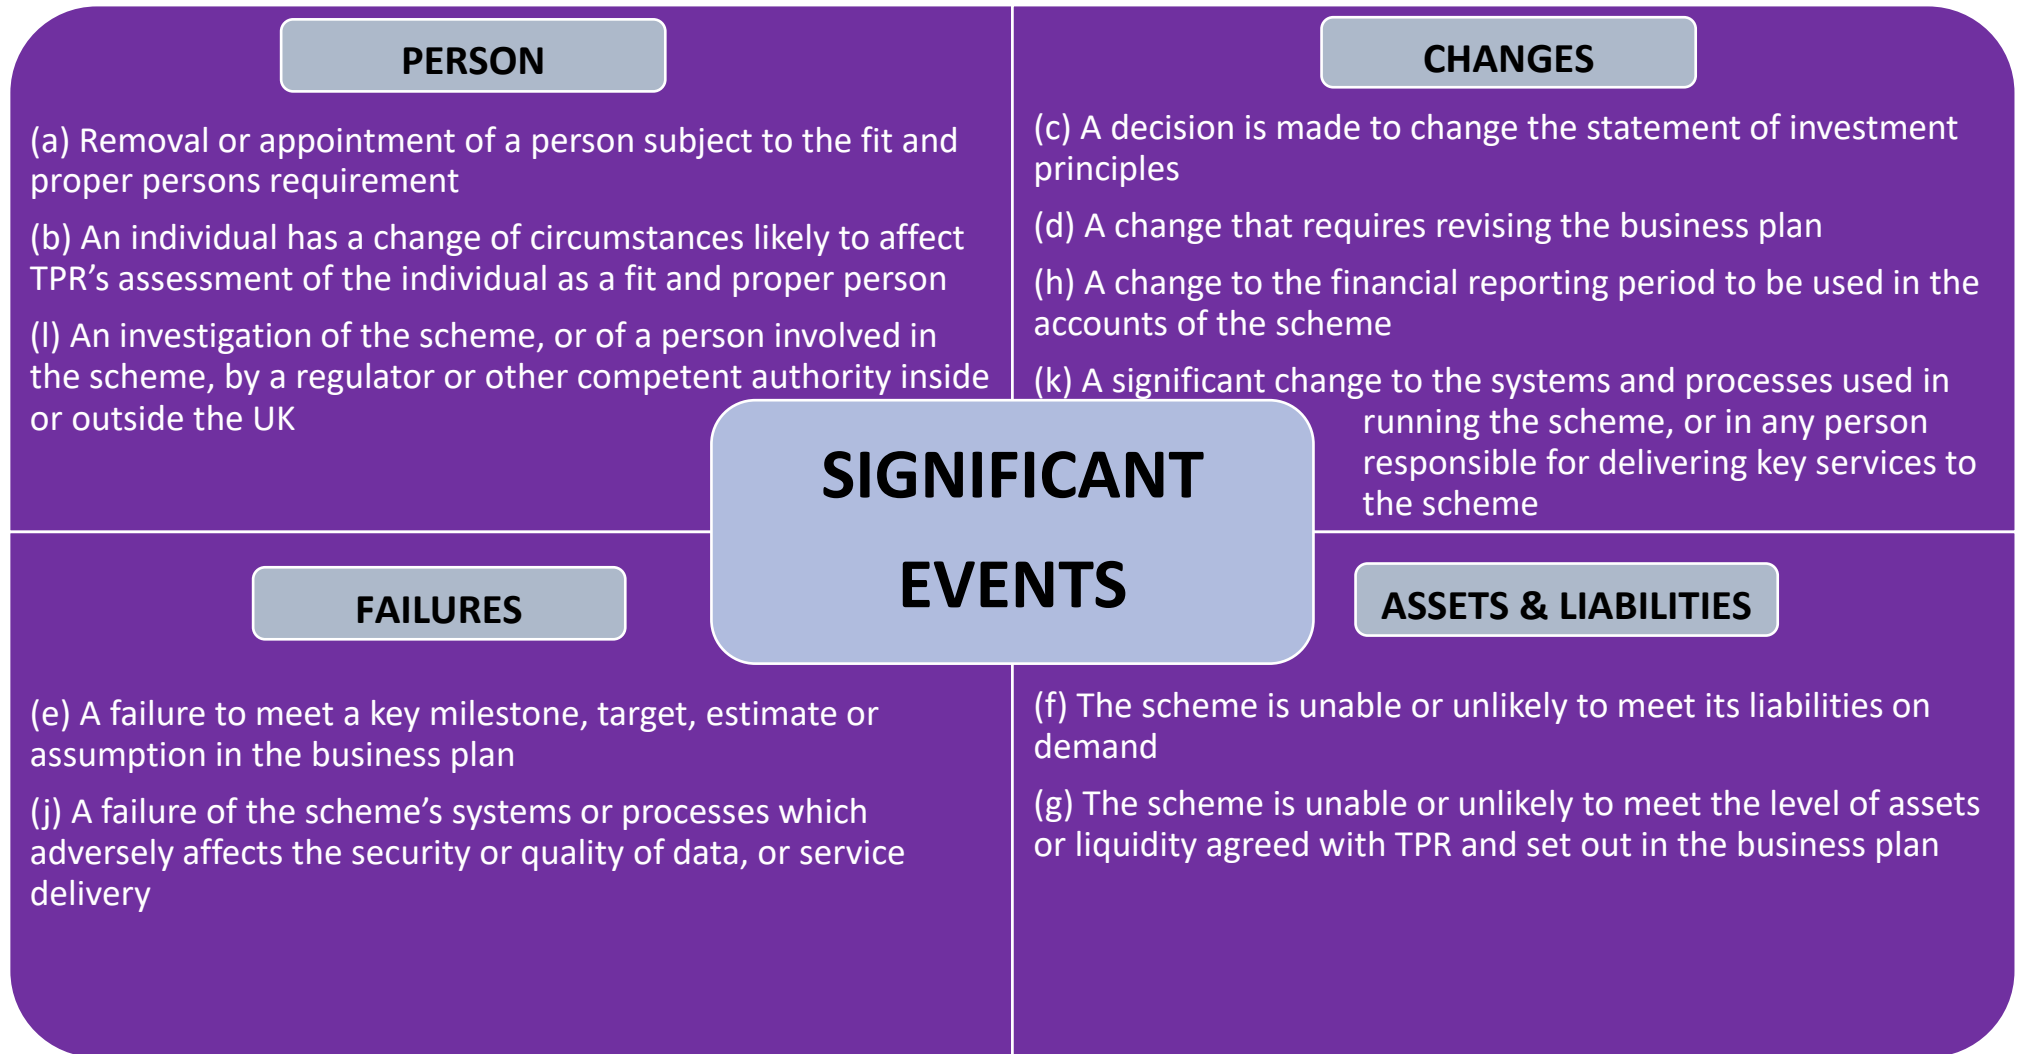 PERSON
(a) Removal or appointment of a person subject to the fit and
proper persons requirement
(b) An individual has a change of circumstances likely to affect
TPR’s assessment of the individual as a fit and proper person
(l) An investigation of the scheme, or of a person involved in
the scheme, by a regulator or other competent authority inside
or outside the UK
CHANGES
(c) A decision is made to change the statement of investment
principles
(d) A change that requires revising the business plan
(h) A change to the financial reporting period to be used in the
accounts of the scheme
(k) A significant change to the systems and processes used in
running the scheme, or in any person
responsible for delivering key services to
the scheme
SIGNIFICANT
EVENTS
FAILURES
(e) A failure to meet a key milestone, target, estimate or
assumption in the business plan
(j) A failure of the scheme’s systems or processes which
adversely affects the security or quality of data, or service
delivery
ASSETS & LIABILITIES
(f) The scheme is unable or unlikely to meet its liabilities on
demand
(g) The scheme is unable or unlikely to meet the level of assets
or liquidity agreed with TPR and set out in the business plan